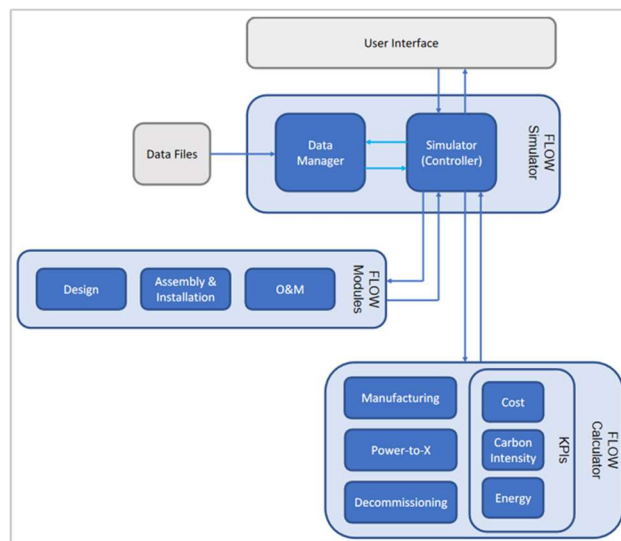 User Interface
Data Files
Data
Manager
Simulator
(Controller)
FLOW
Simulator
Design
Assembly &
Installation
O&M
FLOW
Modules
Manufacturing
Power-to-X
Decommissioning
Cost
Carbon
Intensity
Energy
KPIs
FLOW
Calculator